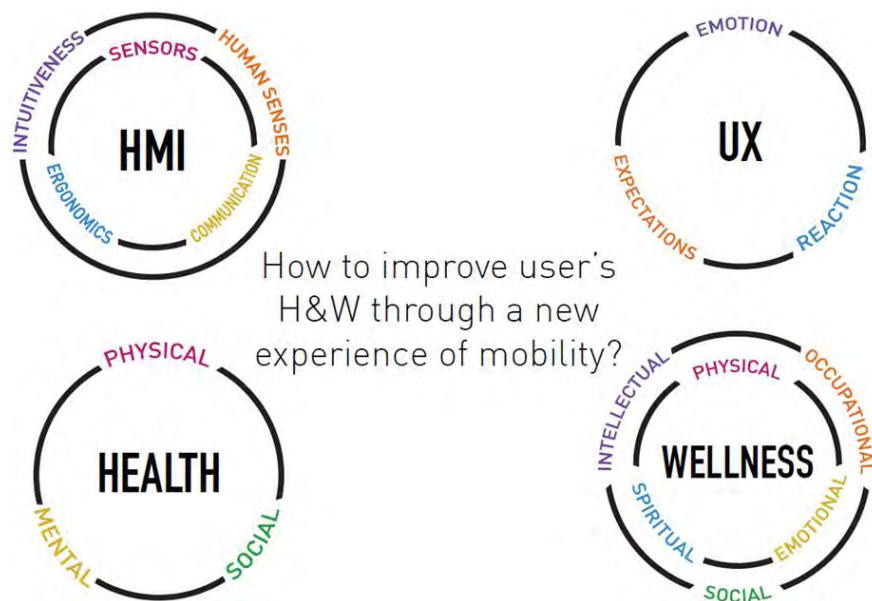 INTUITIVENESS
SENSORS
HUMAN SENSES
HMI
ERGONOMICS
COMMUNICATION
EMOTION
UX
EXPECTATIONS
REACTION
How to improve user's
H&W through a new
experience of mobility?
PHYSICAL
HEALTH
MENTAL
SOCIAL
INTELLECTUAL
PHYSICAL
OCCUPATIONAL
WELLNESS
SPIRITUAL
EMOTIONAL
SOCIAL